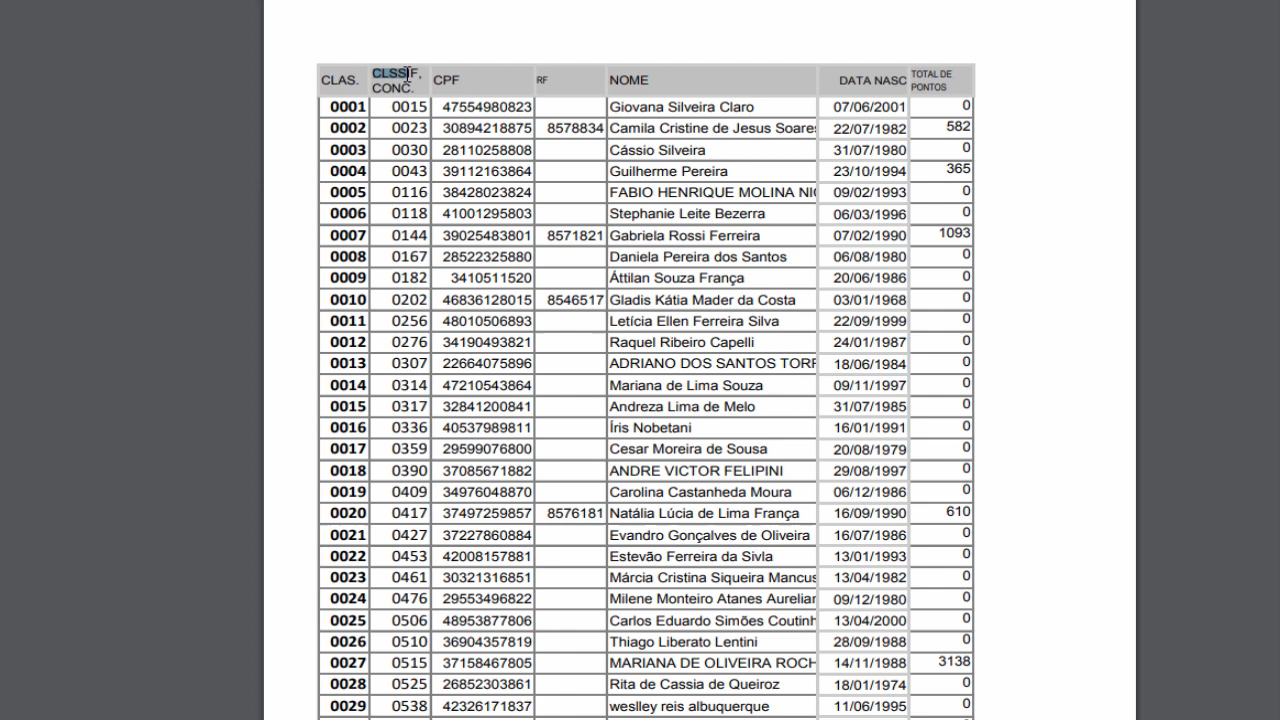 CLAS. CLSSIF, CONC. CPF RF NOME DATA NASC TOTAL DE PONTOS
0001 0015 47554980823 Giovana Silveira Claro 07/06/2001 0
0002 0023 30894218875 8578834 Camila Cristine de Jesus Soares 22/07/1982 582
0003 0030 28110258808 Cássio Silveira 31/07/1980 0
0004 0043 39112163864 Guilherme Pereira 23/10/1994 365
0005 0116 38428023824 FABIO HENRIQUE MOLINA 09/02/1993 0
0006 0118 41001295803 Stephanie Leite Bezerra 06/03/1996 0
0007 0144 39025483801 8571821 Gabriela Rossi Ferreira 07/02/1990 1093
0008 0167 28522325880 Daniela Pereira dos Santos 06/08/1980 0
0009 0182 3410511520 Áttilan Souza França 20/06/1986 0
0010 0202 46836128015 8546517 Gladis Kátia Mader da Costa 03/01/1968 0
0011 0256 48010506893 Letícia Ellen Ferreira Silva 22/09/1999 0
0012 0276 34190493821 Raquel Ribeiro Capelli 24/01/1987 0
0013 0307 22664075896 ADRIANO DOS SANTOS 18/06/1984 0
0014 0314 47210543864 Mariana de Lima Souza 09/11/1997 0
0015 0317 32841200841 Andreza Lima de Melo 31/07/1985 0
0016 0336 40537989811 Íris Nobetani 16/01/1991 0
0017 0359 29599076800 Cesar Moreira de Sousa 20/08/1979 0
0018 0390 37085671882 ANDRE VICTOR FELIPINI 29/08/1997 0
0019 0409 34976048870 Carolina Castanheda Moura 06/12/1986 0
0020 0417 37497259857 8576181 Natália Lúcia de Lima França 16/09/1990 610
0021 0427 37227860884 Evandro Gonçalves de Oliveira 16/07/1986 0
0022 0453 42008157881 Estevão Ferreira da Sivla 13/01/1993 0
0023 0461 30321316851 Márcia Cristina Siqueira Mancus 13/04/1982 0
0024 0476 29553496822 Milene Monteiro Atanes Aurelian 09/12/1980 0
0025 0506 48953877806 Carlos Eduardo Simões Coutinh 13/04/2000 0
0026 0510 36904357819 Thiago Liberato Lentini 28/09/1988 0
0027 0515 37158467805 MARIANA DE OLIVEIRA ROCH 14/11/1988 3138
0028 0525 26852303861 Rita de Cassia de Queiroz 18/01/1974 0
0029 0538 42326171837 weslley reis albuquerque 11/06/1995 0